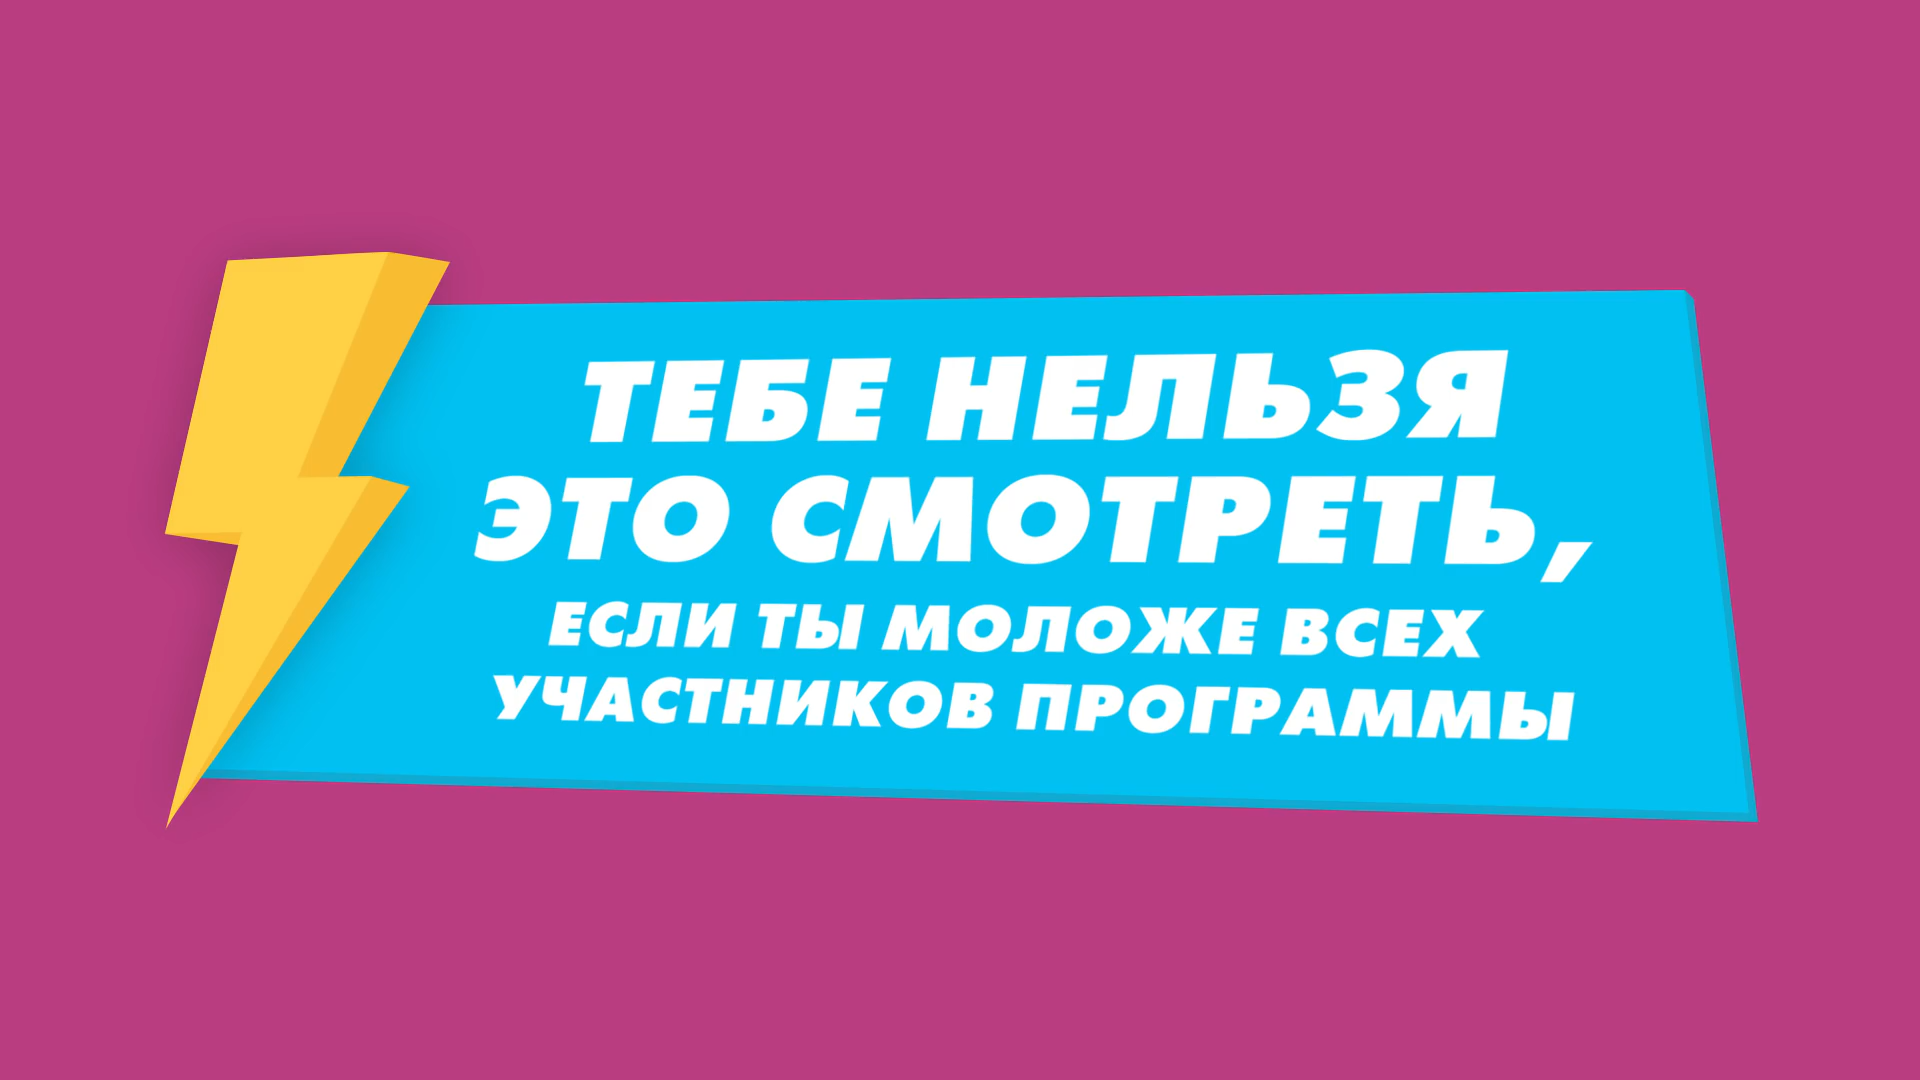 ТЕБЕ НЕЛЬЗЯ
ЭТО СМОТРЕТЬ,
ЕСЛИ ТЫ МОЛОЖЕ ВСЕХ
УЧАСТНИКОВ ПРОГРАММЫ